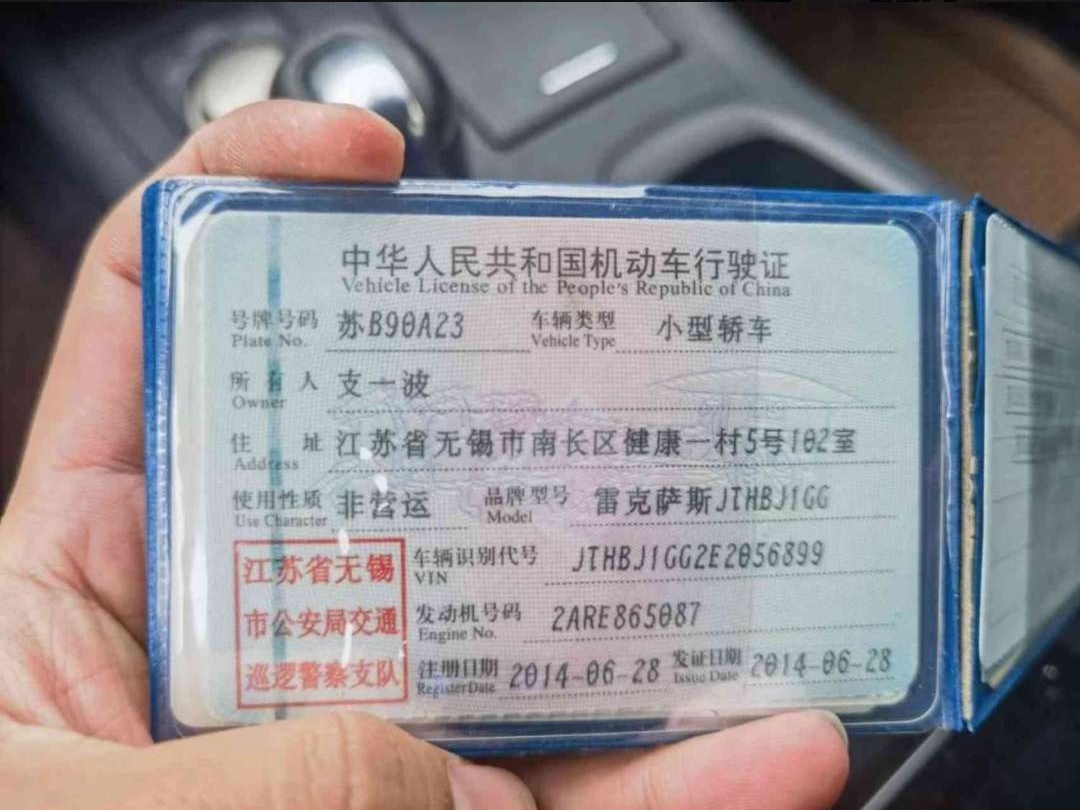 中华人民共和国机动车行驶证
Vehicle License of the People's Republic of China
号牌号码 苏B90A23 车辆类型 小型轿车
Plate No. Vehicle Type
所有人 支一波
Owner
住址 江苏省无锡市南长区健康一村5号102室
Address
使用性质 非营运 品牌型号 雷克萨斯JTHBJ1GG
Use Character Model
江苏省无锡
市公安局交通
巡逻警察支队
车辆识别代号 JTHBJ1GG2E2056899
VIN
发动机号码 2ARE865087
Engine No.
注册日期 2014-06-28 发证日期 2014-06-28
Register Date Issue Date